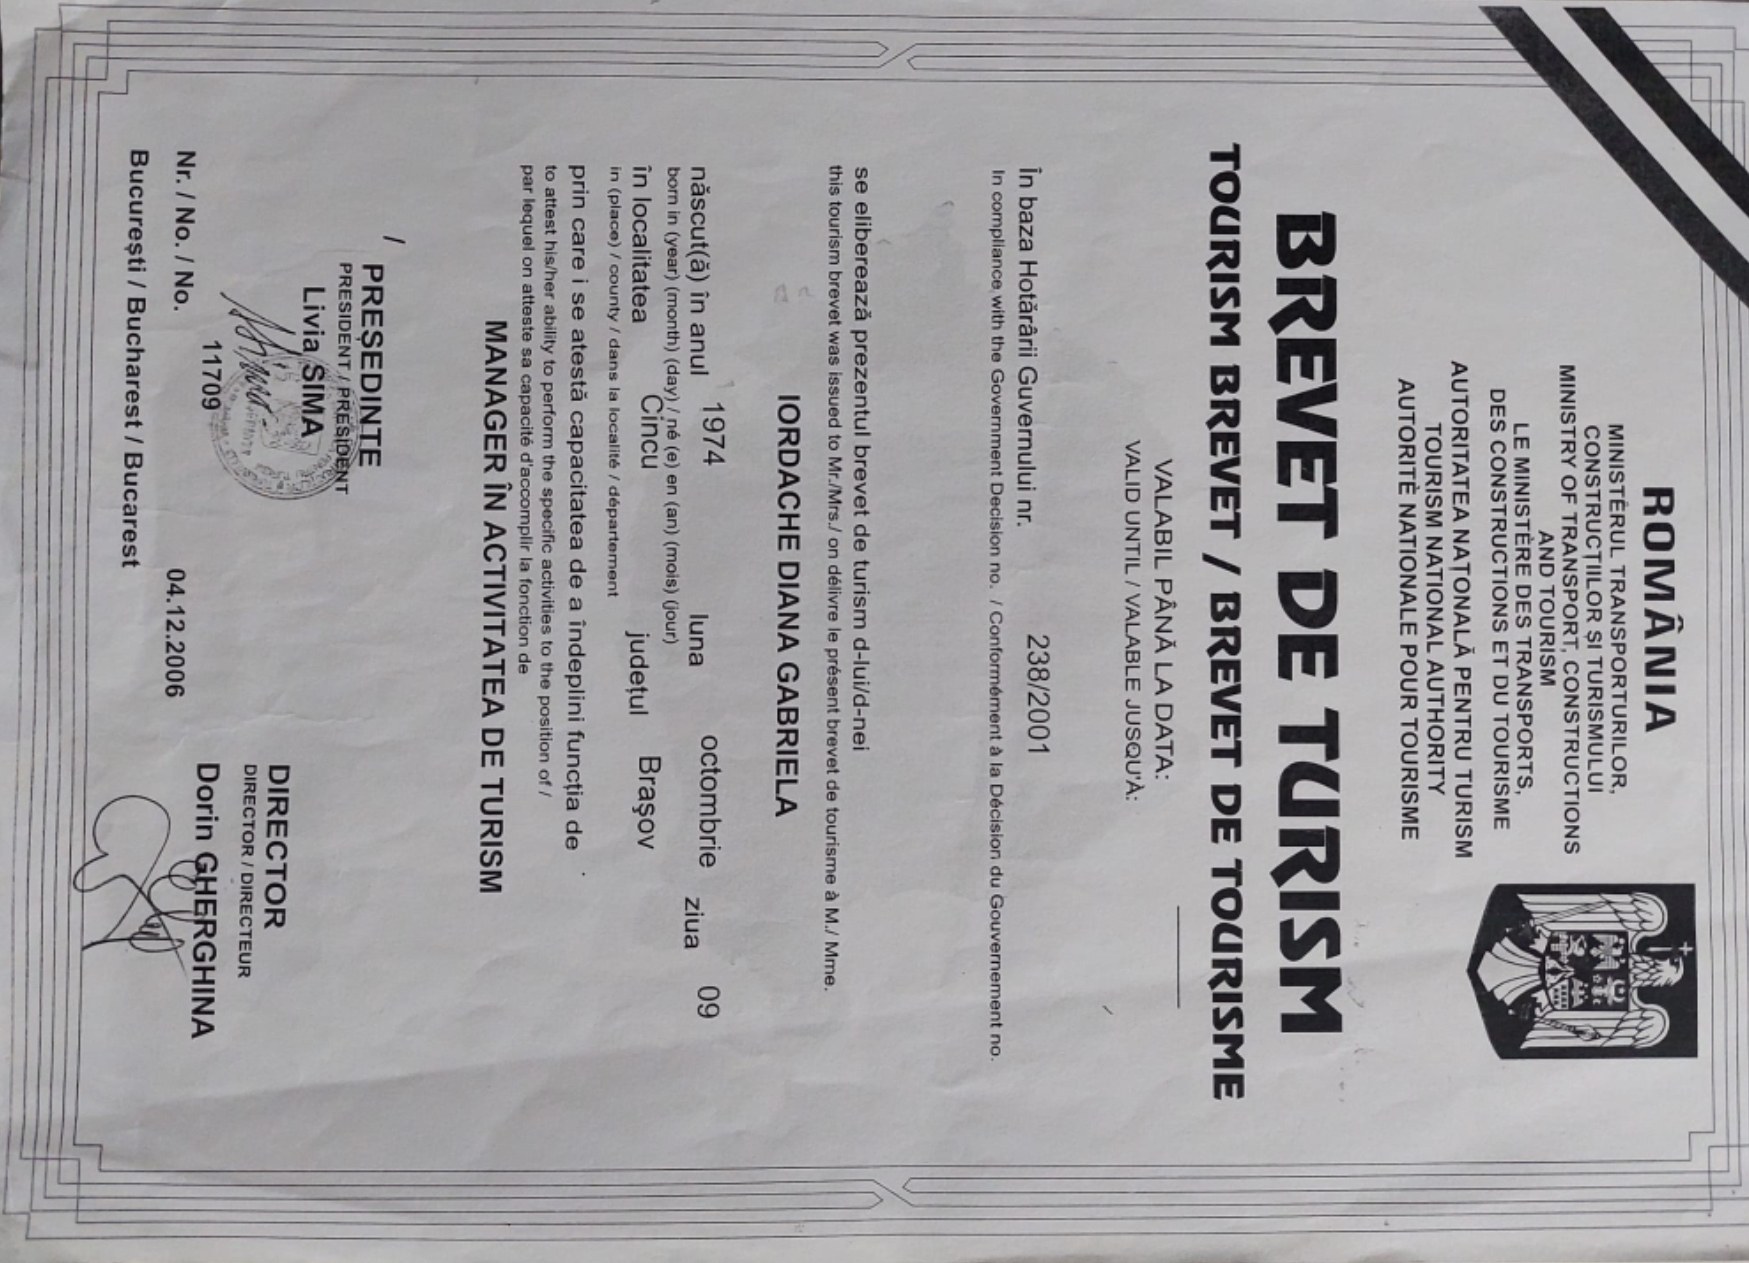 ROMÂNIA
MINISTERUL TRANSPORTURILOR,
CONSTRUCȚIILOR ȘI TURISMULUI
MINISTRY OF TRANSPORT, CONSTRUCTIONS
AND TOURISM
LE MINISTÈRE DES TRANSPORTS,
DES CONSTRUCTIONS ET DU TOURISME
AUTORITATEA NAȚONALĂ PENTRU TURISM
TOURISM NATIONAL AUTHORITY
AUTORITÈ NATIONALE POUR TOURISME
BREVET DE TURISM
TOURISM BREVET / BREVET DE TOURISME
VALABIL PÂNĂ LA DATA:
VALID UNTIL / VALABLE JUSQU'À:
În baza Hotărârii Guvernului nr. 238/2001
In compliance with the Government Decision no. / Conformément à la Décision du Gouvernement no.
se eliberează prezentul brevet de turism d-lui/d-nei
this tourism brevet was issued to Mr./Mrs./ on délivre le présent brevet de tourisme à M./ Mme.
IORDACHE DIANA GABRIELA
născut(ă) în anul 1974 luna octombrie ziua 09
born in (year) (month) (day) / né (e) en (an) (mois) (jour)
în localitatea Cincu județul Brașov
in (place) / county / dans la localité / département
prin care i se atestă capacitatea de a îndeplini funcția de
to attest his/her ability to perform the specific activities to the position of /
par lequel on atteste sa capacité d'accomplir la fonction de
MANAGER ÎN ACTIVITATEA DE TURISM
/ PREȘEDINTE
PRESIDENT / PRÉSIDENT
Livia SIMA
DIRECTOR
DIRECTOR / DIRECTEUR
Dorin GHERGHINA
Nr. / No. / No. 11709 04.12.2006
București / Bucharest / Bucarest